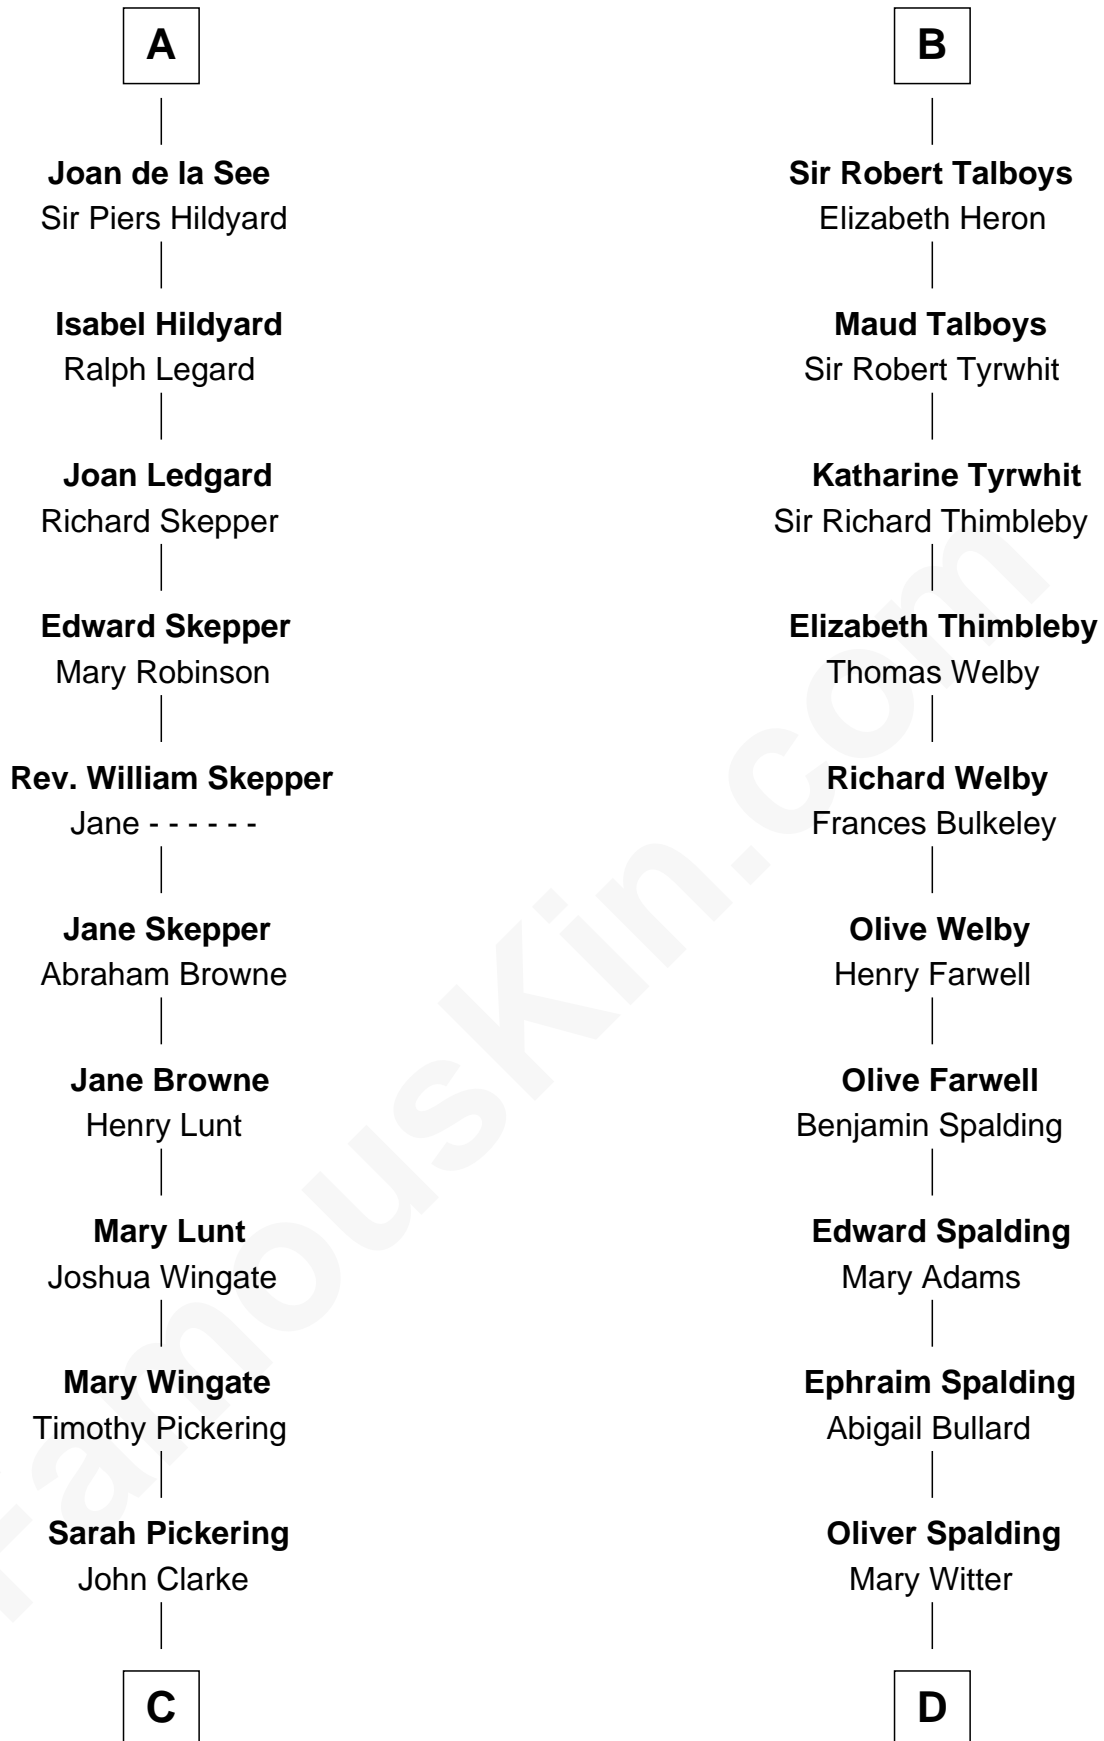 A
Joan de la See
Sir Piers Hildyard
Isabel Hildyard
Ralph Legard
Joan Ledgard
Richard Skepper
Edward Skepper
Mary Robinson
Rev. William Skepper
Jane - - - - - -
Jane Skepper
Abraham Browne
Jane Browne
Henry Lunt
Mary Lunt
Joshua Wingate
Mary Wingate
Timothy Pickering
Sarah Pickering
John Clarke
C
B
Sir Robert Talboys
Elizabeth Heron
Maud Talboys
Sir Robert Tyrwhit
Katharine Tyrwhit
Sir Richard Thimbleby
Elizabeth Thimbleby
Thomas Welby
Richard Welby
Frances Bulkeley
Olive Welby
Henry Farwell
Olive Farwell
Benjamin Spalding
Edward Spalding
Mary Adams
Ephraim Spalding
Abigail Bullard
Oliver Spalding
Mary Witter
D
FamousKin.com